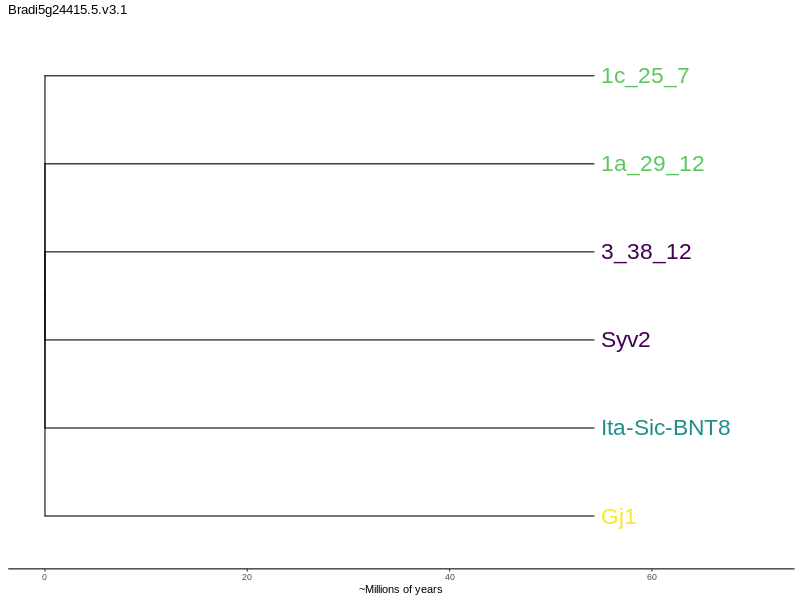 Bradi5g24415.5.v3.1
1c_25_7
1a_29_12
3_38_12
Syv2
Ita-Sic-BNT8
Gj1
0 20 40 60
~Millions of years